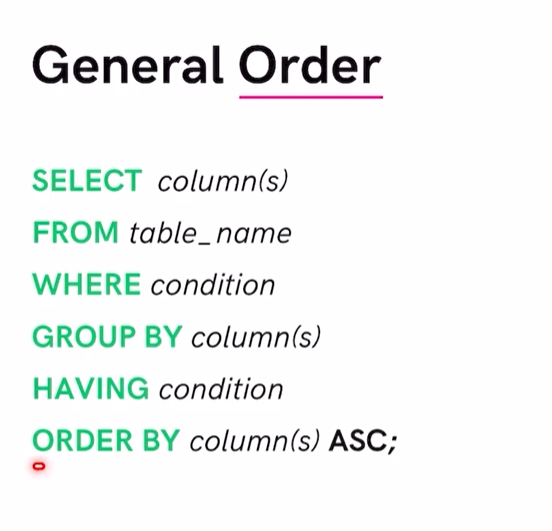 General Order
SELECT column(s)
FROM table_name
WHERE condition
GROUP BY column(s)
HAVING condition
ORDER BY column(s) ASC;